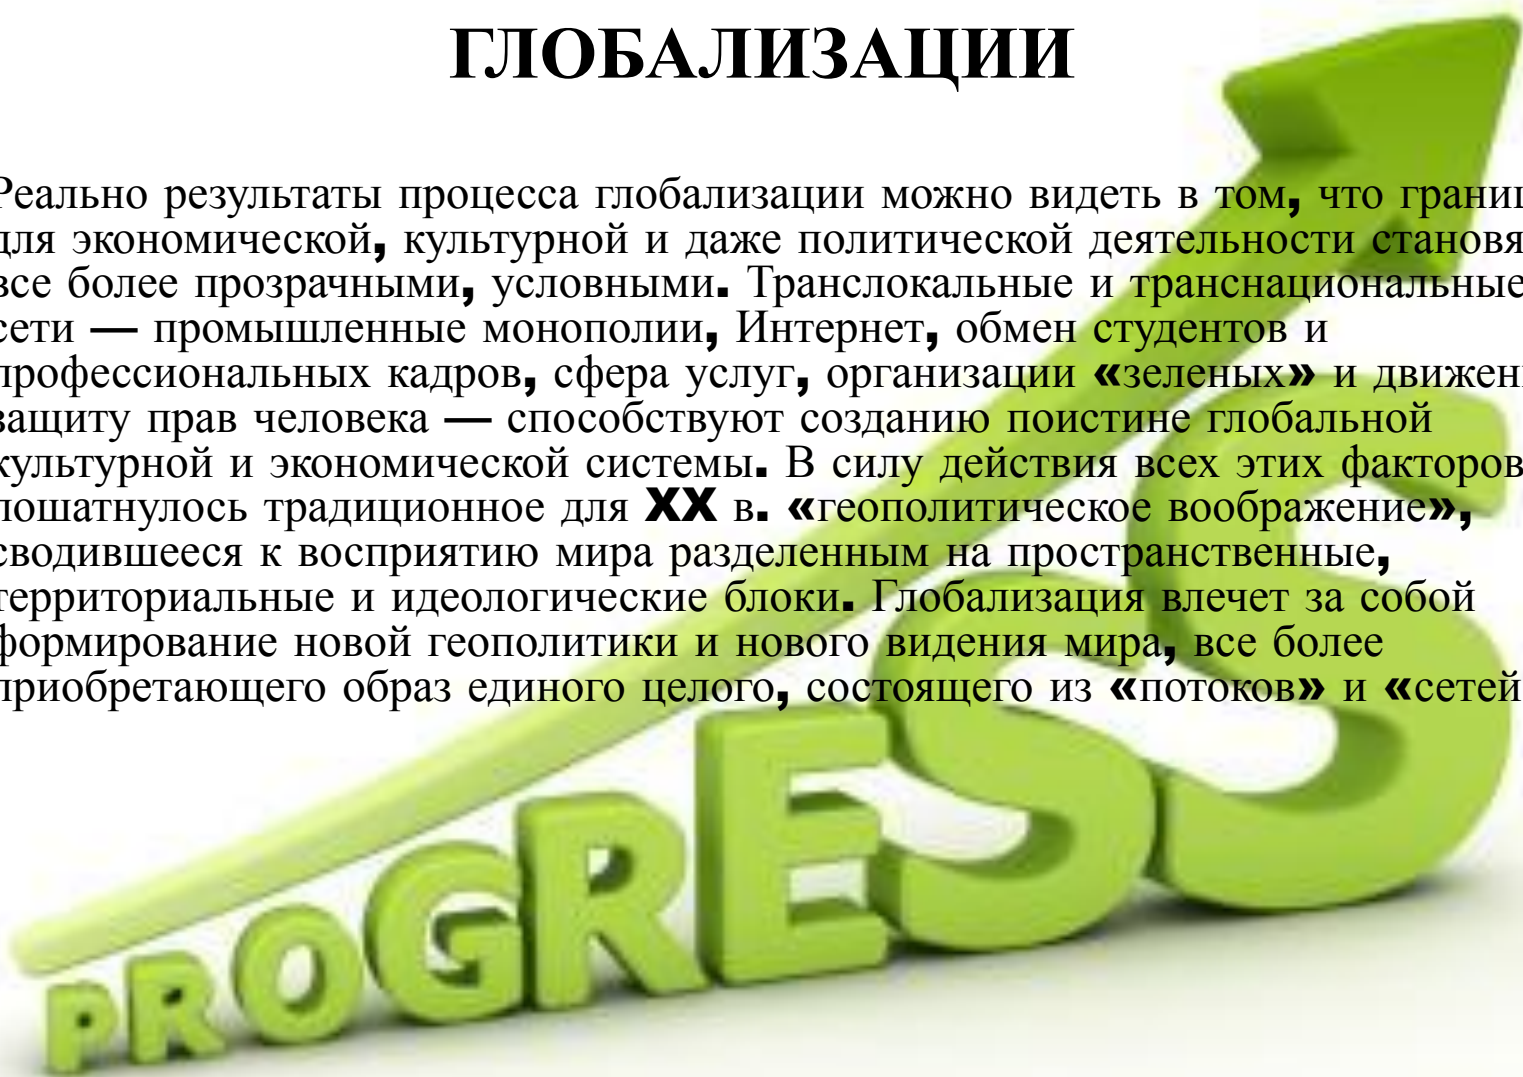 ГЛОБАЛИЗАЦИИ
Реально результаты процесса глобализации можно видеть в том, что границ
для экономической, культурной и даже политической деятельности становя
все более прозрачными, условными. Транслокальные и транснациональные
сети — промышленные монополии, Интернет, обмен студентов и
профессиональных кадров, сфера услуг, организации «зеленых» и движени
защиту прав человека — способствуют созданию поистине глобальной
культурной и экономической системы. В силу действия всех этих факторов
пошатнулось традиционное для XX в. «геополитическое воображение»,
сводившееся к восприятию мира разделенным на пространственные,
территориальные и идеологические блоки. Глобализация влечет за собой
формирование новой геополитики и нового видения мира, все более
приобретающего образ единого целого, состоящего из «потоков» и «сетей
PROGRESS